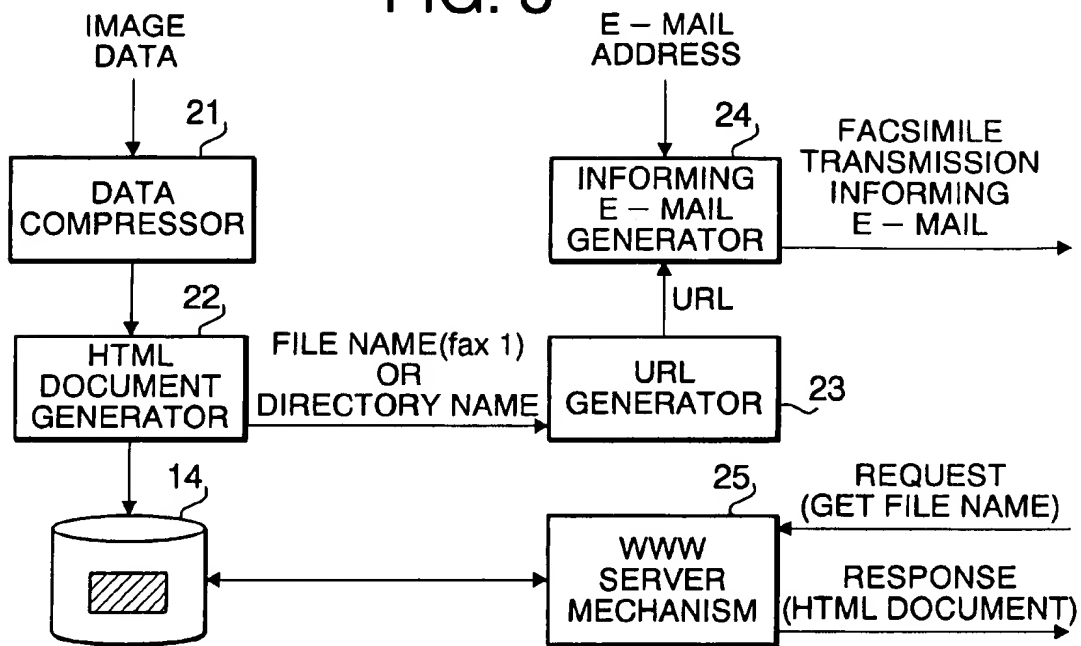 FIG.
IMAGE
DATA
21
DATA
COMPRESSOR
22
HTML
DOCUMENT
GENERATOR
FILE NAME(fax 1)
OR
DIRECTORY NAME
14
E – MAIL
ADDRESS
24
INFORMING
E – MAIL
GENERATOR
FACSIMILE
TRANSMISSION
INFORMING
E – MAIL
URL
URL
GENERATOR
23
25
WWW
SERVER
MECHANISM
REQUEST
(GET FILE NAME)
RESPONSE
(HTML DOCUMENT)